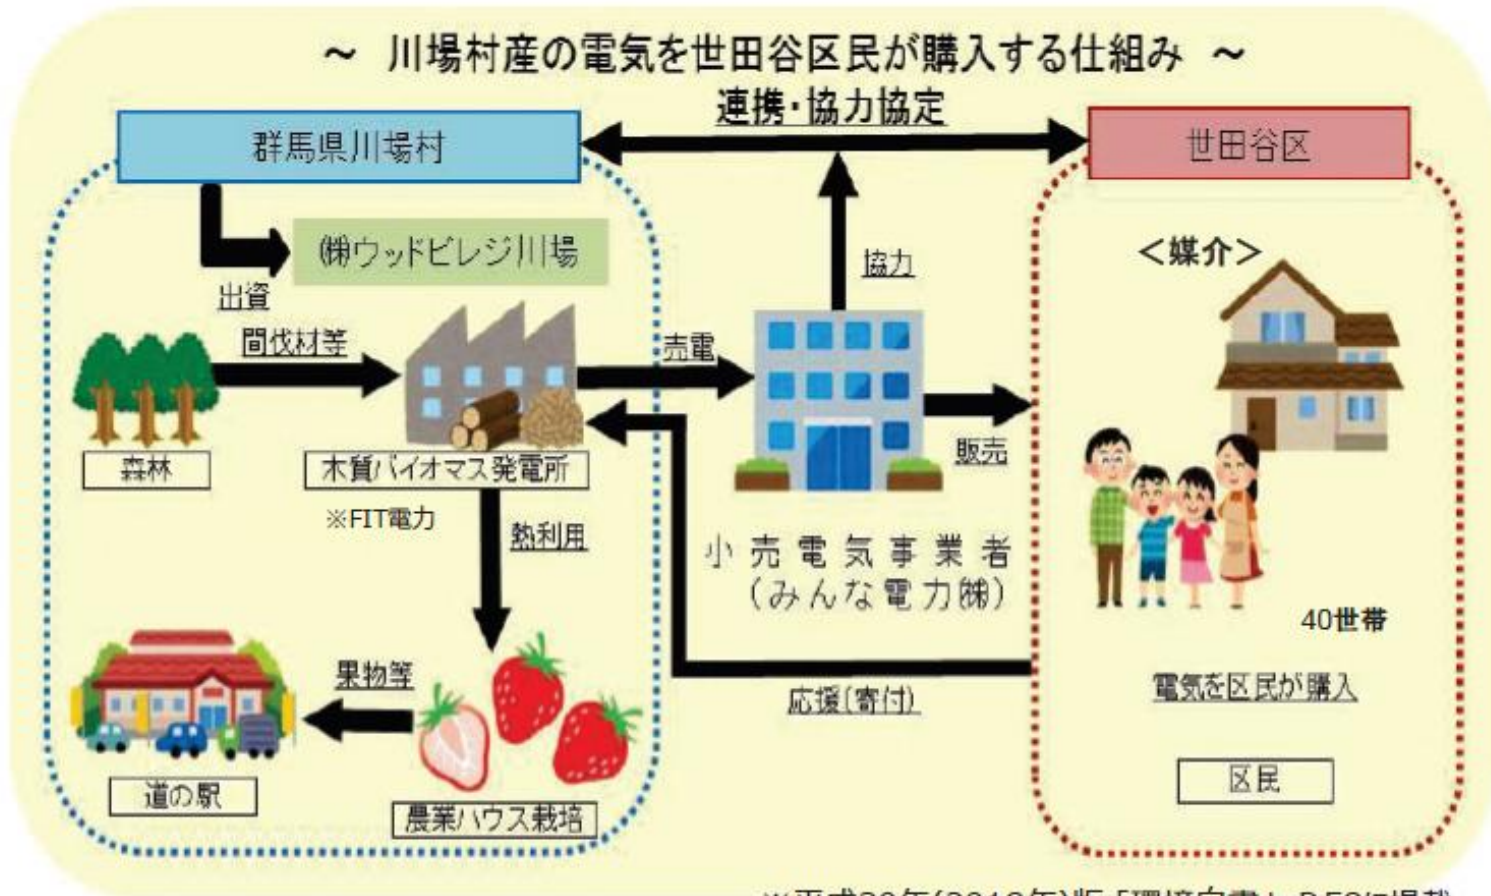 ～ 川場村産の電気を世田谷区民が購入する仕組み ～
連携・協力協定
群馬県川場村
世田谷区
㈱ウッドビレジ川場
出資
協力
＜媒介＞
間伐材等
売電
販売
森林
木質バイオマス発電所
※FIT電力
熱利用
小売電気事業者
(みんな電力㈱)
40世帯
果物等
応援(寄付)
電気を区民が購入
道の駅
農業ハウス栽培
区民